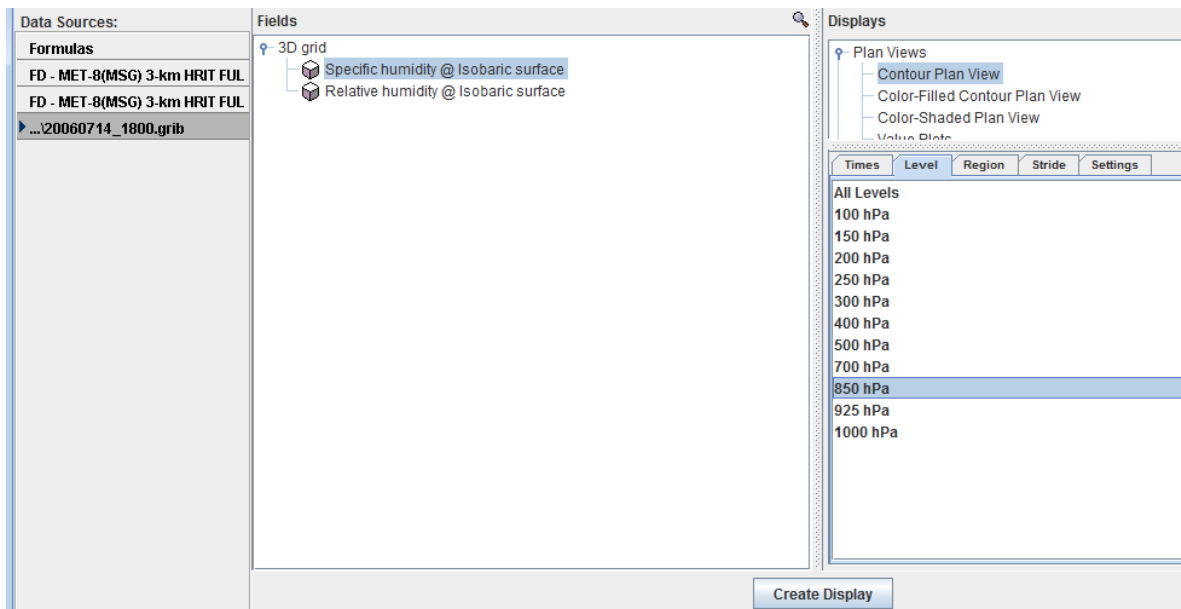 Data Sources:
Formulas
FD - MET-8(MSG) 3-km HRIT FUL
FD - MET-8(MSG) 3-km HRIT FUL
...\20060714_1800.grib
Fields
3D grid
Specific humidity @ Isobaric surface
Relative humidity @ Isobaric surface
Displays
Plan Views
Contour Plan View
Color-Filled Contour Plan View
Color-Shaded Plan View
Value Plots
Times Level Region Stride Settings
All Levels
100 hPa
150 hPa
200 hPa
250 hPa
300 hPa
400 hPa
500 hPa
700 hPa
850 hPa
925 hPa
1000 hPa
Create Display